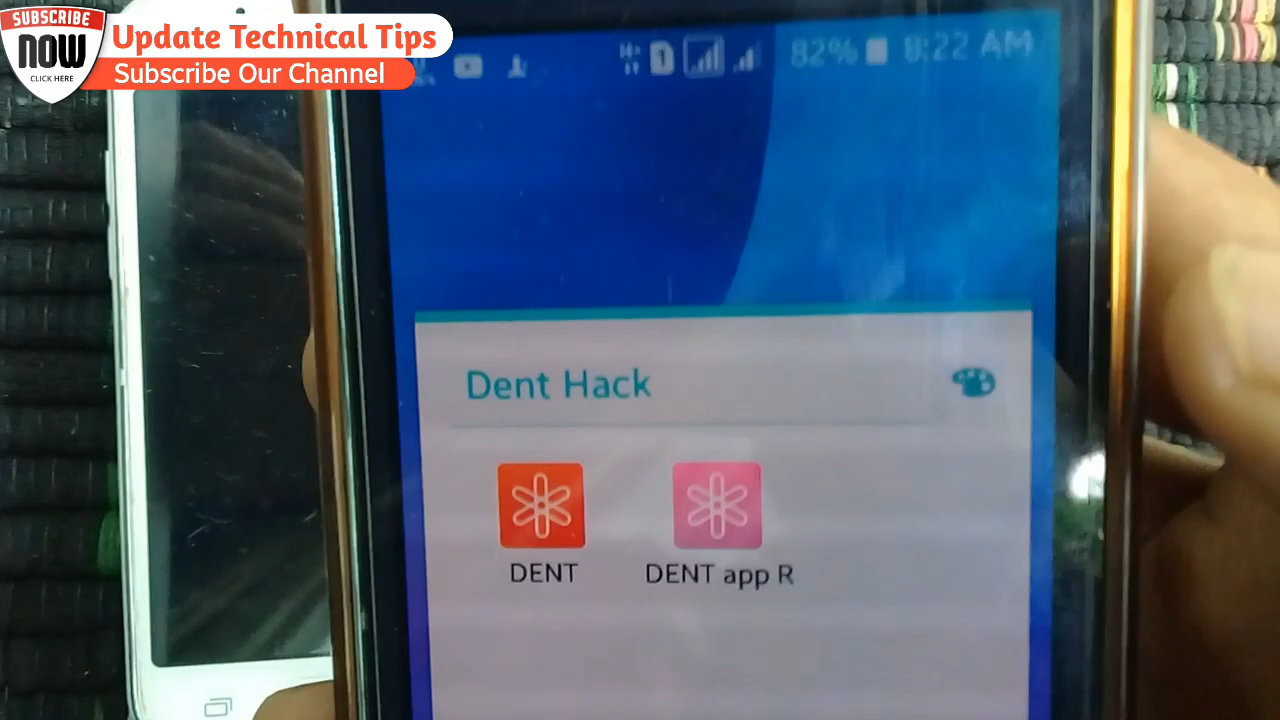 SUBSCRIBE
NOW
CLICK HERE
Update Technical Tips
Subscribe Our Channel
1
82% 8:22 AM
Dent Hack
DENT
DENT app R